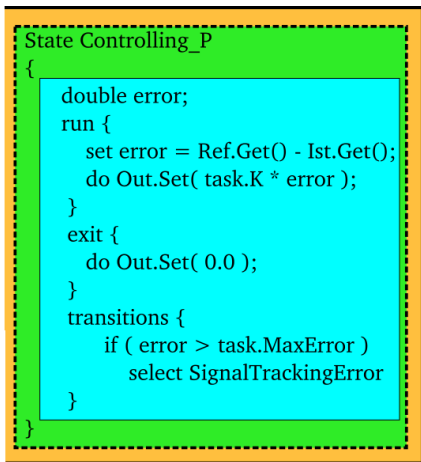 State Controlling_P
{
double error;
run {
set error = Ref.Get() - Ist.Get();
do Out.Set( task.K * error );
}
exit {
do Out.Set( 0.0 );
}
transitions {
if ( error > task.MaxError )
select SignalTrackingError
}
}